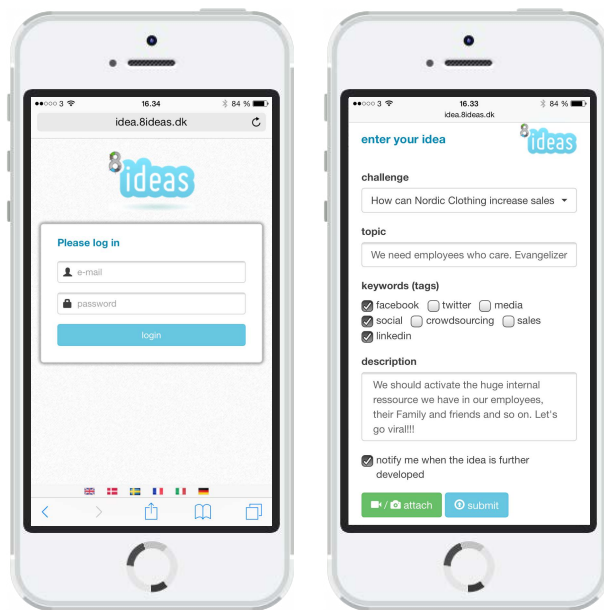 3 16.34 84 %
idea.8ideas.dk
8ideas
Please log in
e-mail
password
login
3 16.33 84 %
idea.8ideas.dk
enter your idea
8ideas
challenge
How can Nordic Clothing increase sales
topic
We need employees who care. Evangelizer
keywords (tags)
facebook twitter media
social crowdsourcing sales
linkedin
description
We should activate the huge internal
ressource we have in our employees,
their Family and friends and so on. Let's
go viral!!!
notify me when the idea is further
developed
/ attach submit